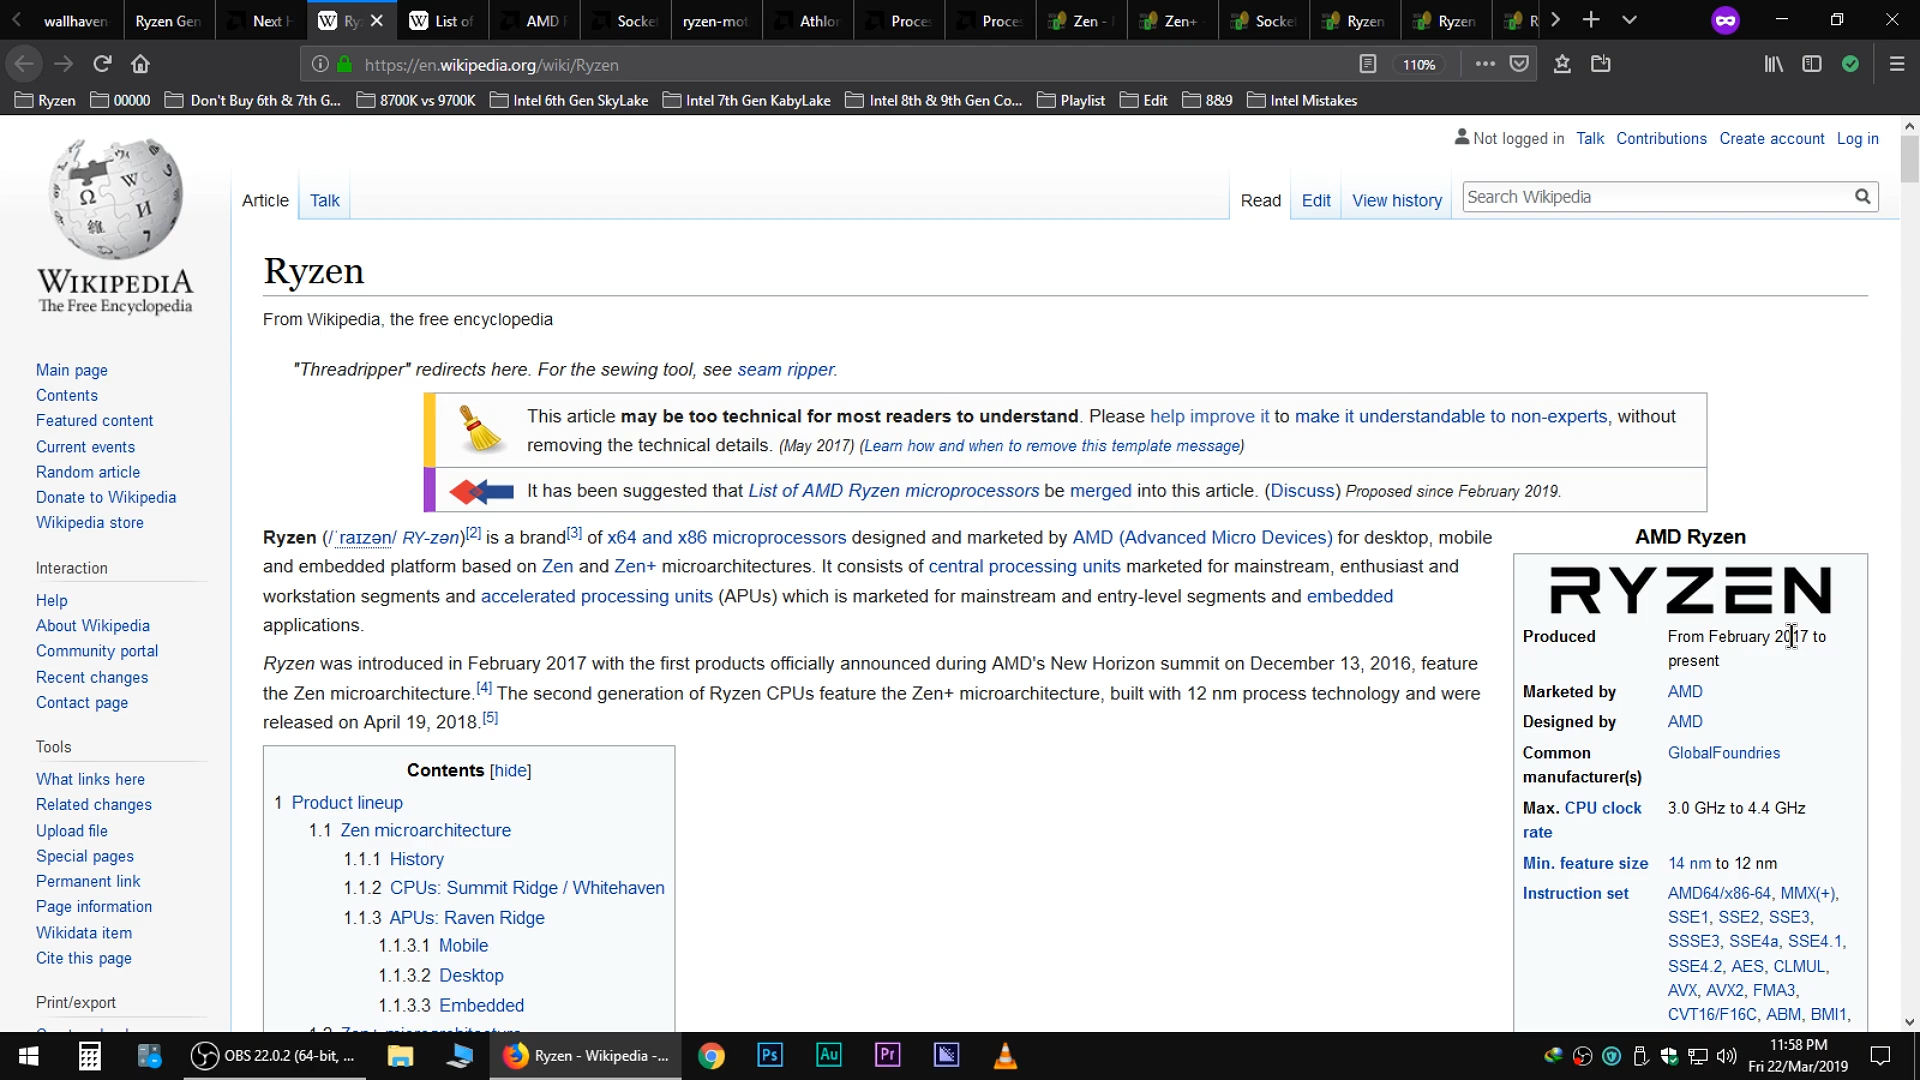 wallhaven-
Ryzen Gen
Next H
Ry
List of
AMD F
Socke
ryzen-mot
Athlon
Proces
Proces
Zen -
Zen+
Socke
Ryzen
Ryzen
R
https://en.wikipedia.org/wiki/Ryzen
110%
Ryzen
00000
Don't Buy 6th & 7th G...
8700K vs 9700K
Intel 6th Gen SkyLake
Intel 7th Gen KabyLake
Intel 8th & 9th Gen Co...
Playlist
Edit
8&9
Intel Mistakes
Not logged in Talk Contributions Create account Log in
Article Talk
Read Edit View history
Search Wikipedia
WIKIPEDIA
The Free Encyclopedia
Main page
Contents
Featured content
Current events
Random article
Donate to Wikipedia
Wikipedia store
Interaction
Help
About Wikipedia
Community portal
Recent changes
Contact page
Tools
What links here
Related changes
Upload file
Special pages
Permanent link
Page information
Wikidata item
Cite this page
Print/export
Ryzen
From Wikipedia, the free encyclopedia
"Threadripper" redirects here. For the sewing tool, see seam ripper.
This article may be too technical for most readers to understand. Please help improve it to make it understandable to non-experts, without
removing the technical details. (May 2017) (Learn how and when to remove this template message)
It has been suggested that List of AMD Ryzen microprocessors be merged into this article. (Discuss) Proposed since February 2019.
Ryzen (/ˈraɪzən/ RY-zən)[2] is a brand[3] of x64 and x86 microprocessors designed and marketed by AMD (Advanced Micro Devices) for desktop, mobile
and embedded platform based on Zen and Zen+ microarchitectures. It consists of central processing units marketed for mainstream, enthusiast and
workstation segments and accelerated processing units (APUs) which is marketed for mainstream and entry-level segments and embedded
applications.
Ryzen was introduced in February 2017 with the first products officially announced during AMD's New Horizon summit on December 13, 2016, feature
the Zen microarchitecture.[4] The second generation of Ryzen CPUs feature the Zen+ microarchitecture, built with 12 nm process technology and were
released on April 19, 2018.[5]
Contents [hide]
1 Product lineup
1.1 Zen microarchitecture
1.1.1 History
1.1.2 CPUs: Summit Ridge / Whitehaven
1.1.3 APUs: Raven Ridge
1.1.3.1 Mobile
1.1.3.2 Desktop
1.1.3.3 Embedded
1.2 Zen+ microarchitecture
AMD Ryzen
RYZEN
Produced From February 2017 to
present
Marketed by AMD
Designed by AMD
Common GlobalFoundries
manufacturer(s)
Max. CPU clock 3.0 GHz to 4.4 GHz
rate
Min. feature size 14 nm to 12 nm
Instruction set AMD64/x86-64, MMX(+),
SSE1, SSE2, SSE3,
SSSE3, SSE4a, SSE4.1,
SSE4.2, AES, CLMUL,
AVX, AVX2, FMA3,
CVT16/F16C, ABM, BMI1,
OBS 22.0.2 (64-bit, ...
Ryzen - Wikipedia -...
Ps
Au
Pr
11:58 PM
Fri 22/Mar/2019